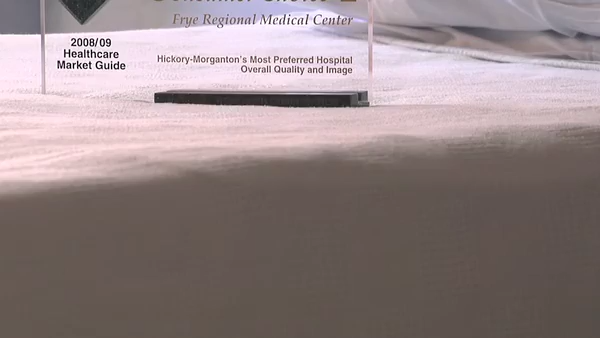 Frye Regional Medical Center
2008/09
Healthcare
Market Guide
Hickory-Morganton's Most Preferred Hospital
Overall Quality and Image